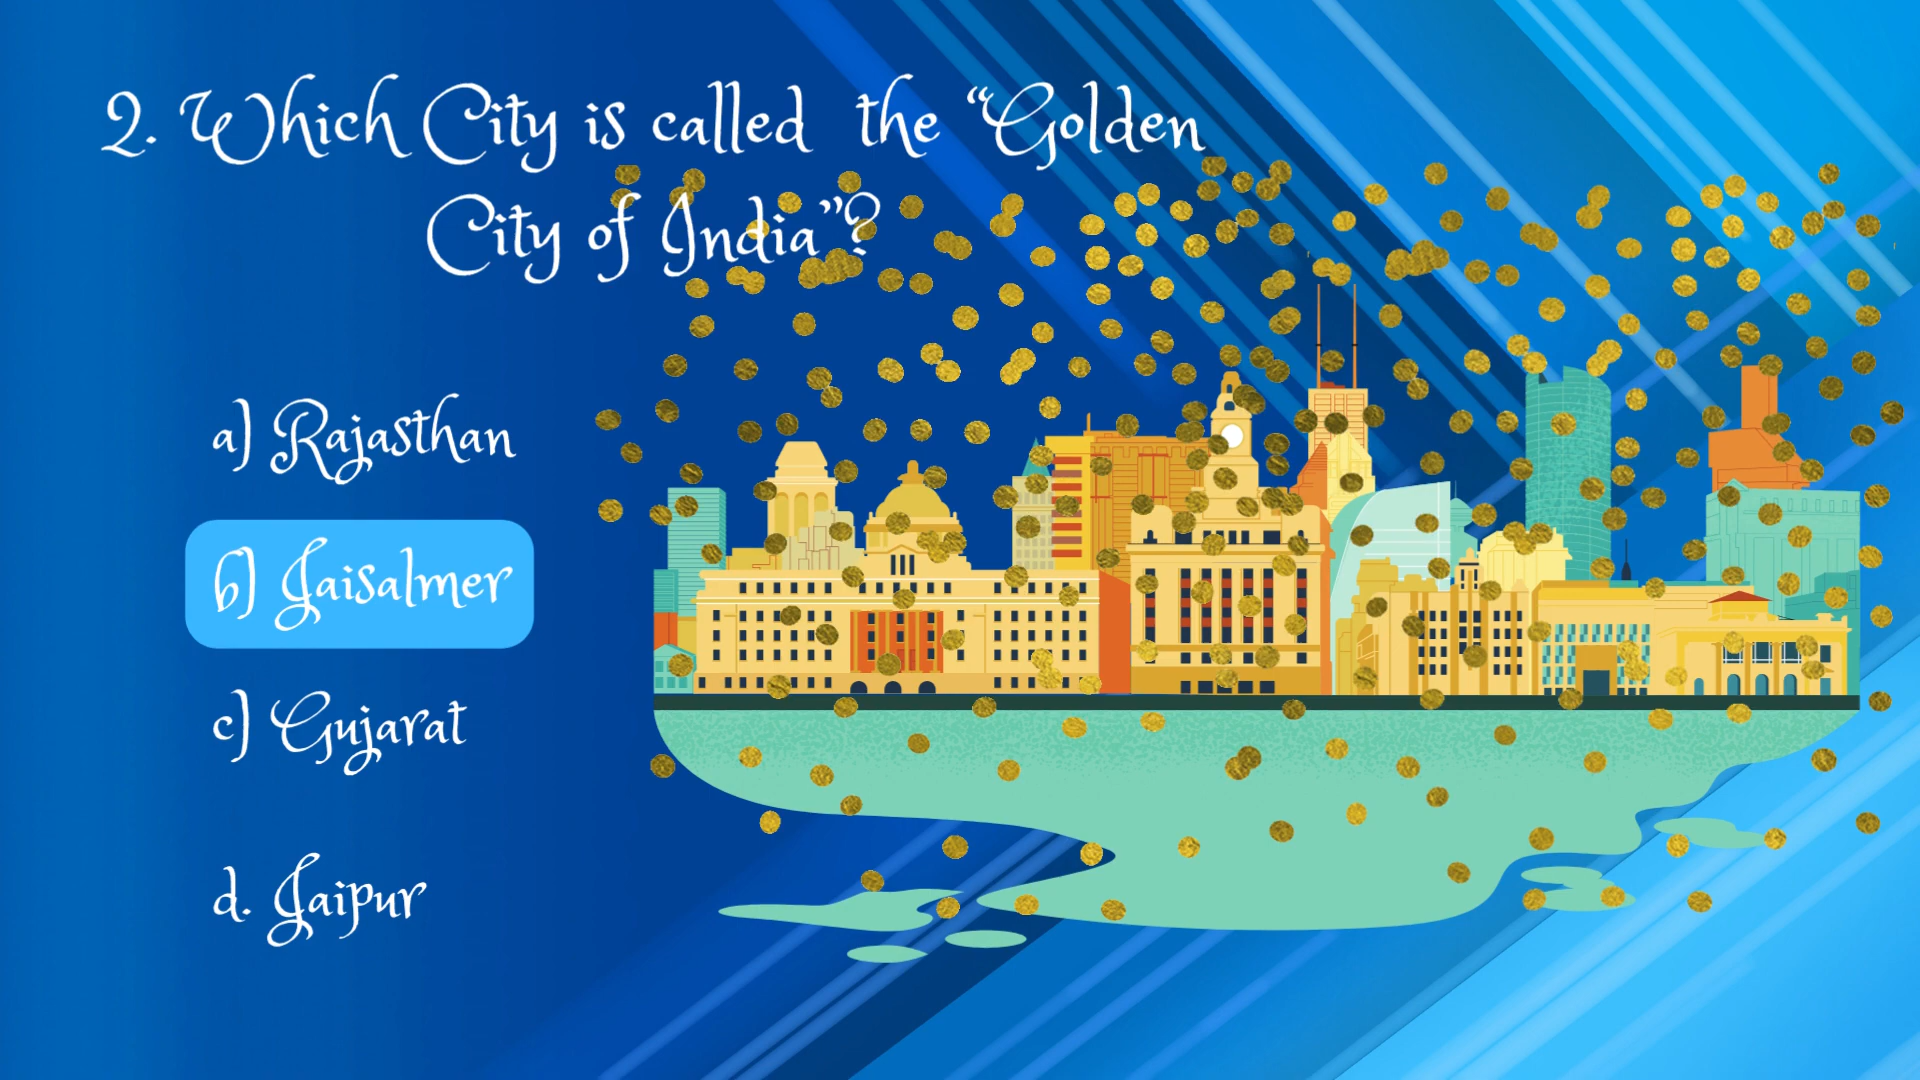 2. Which City is called the “Golden
City of India”?
a) Rajasthan
b) Jaisalmer
c) Gujarat
d. Jaipur